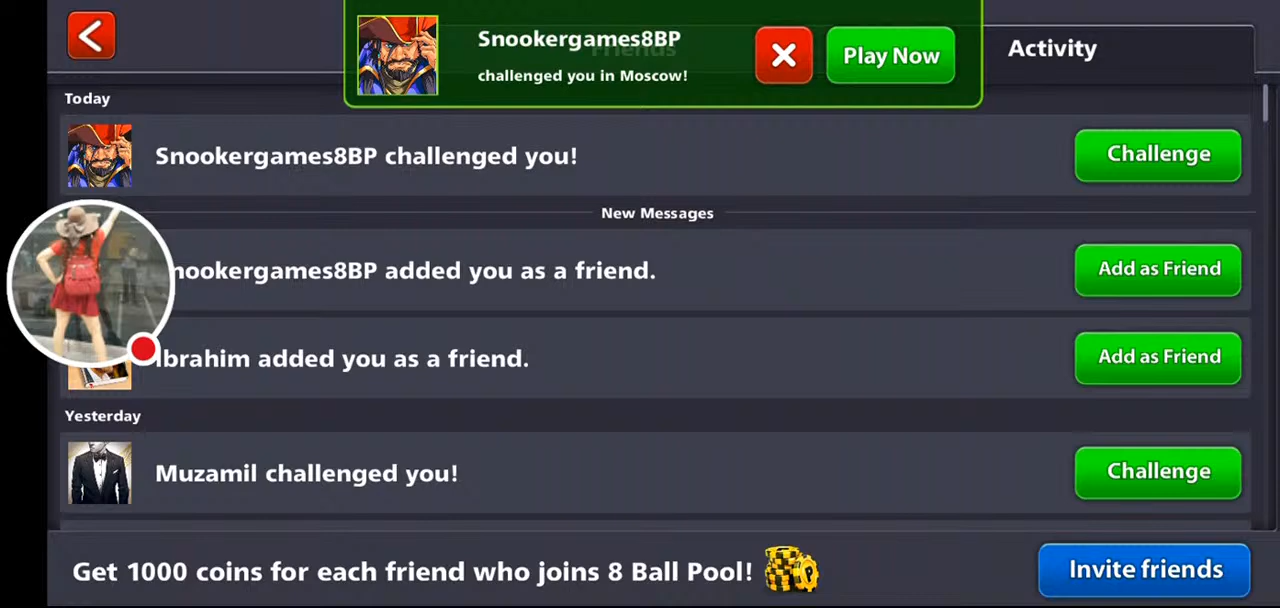 Snookergames8BP
Friends
challenged you in Moscow!
Play Now
Activity
Today
Snookergames8BP challenged you!
Challenge
New Messages
nookergames8BP added you as a friend.
Add as Friend
Ibrahim added you as a friend.
Add as Friend
Yesterday
Muzamil challenged you!
Challenge
Get 1000 coins for each friend who joins 8 Ball Pool!
Invite friends